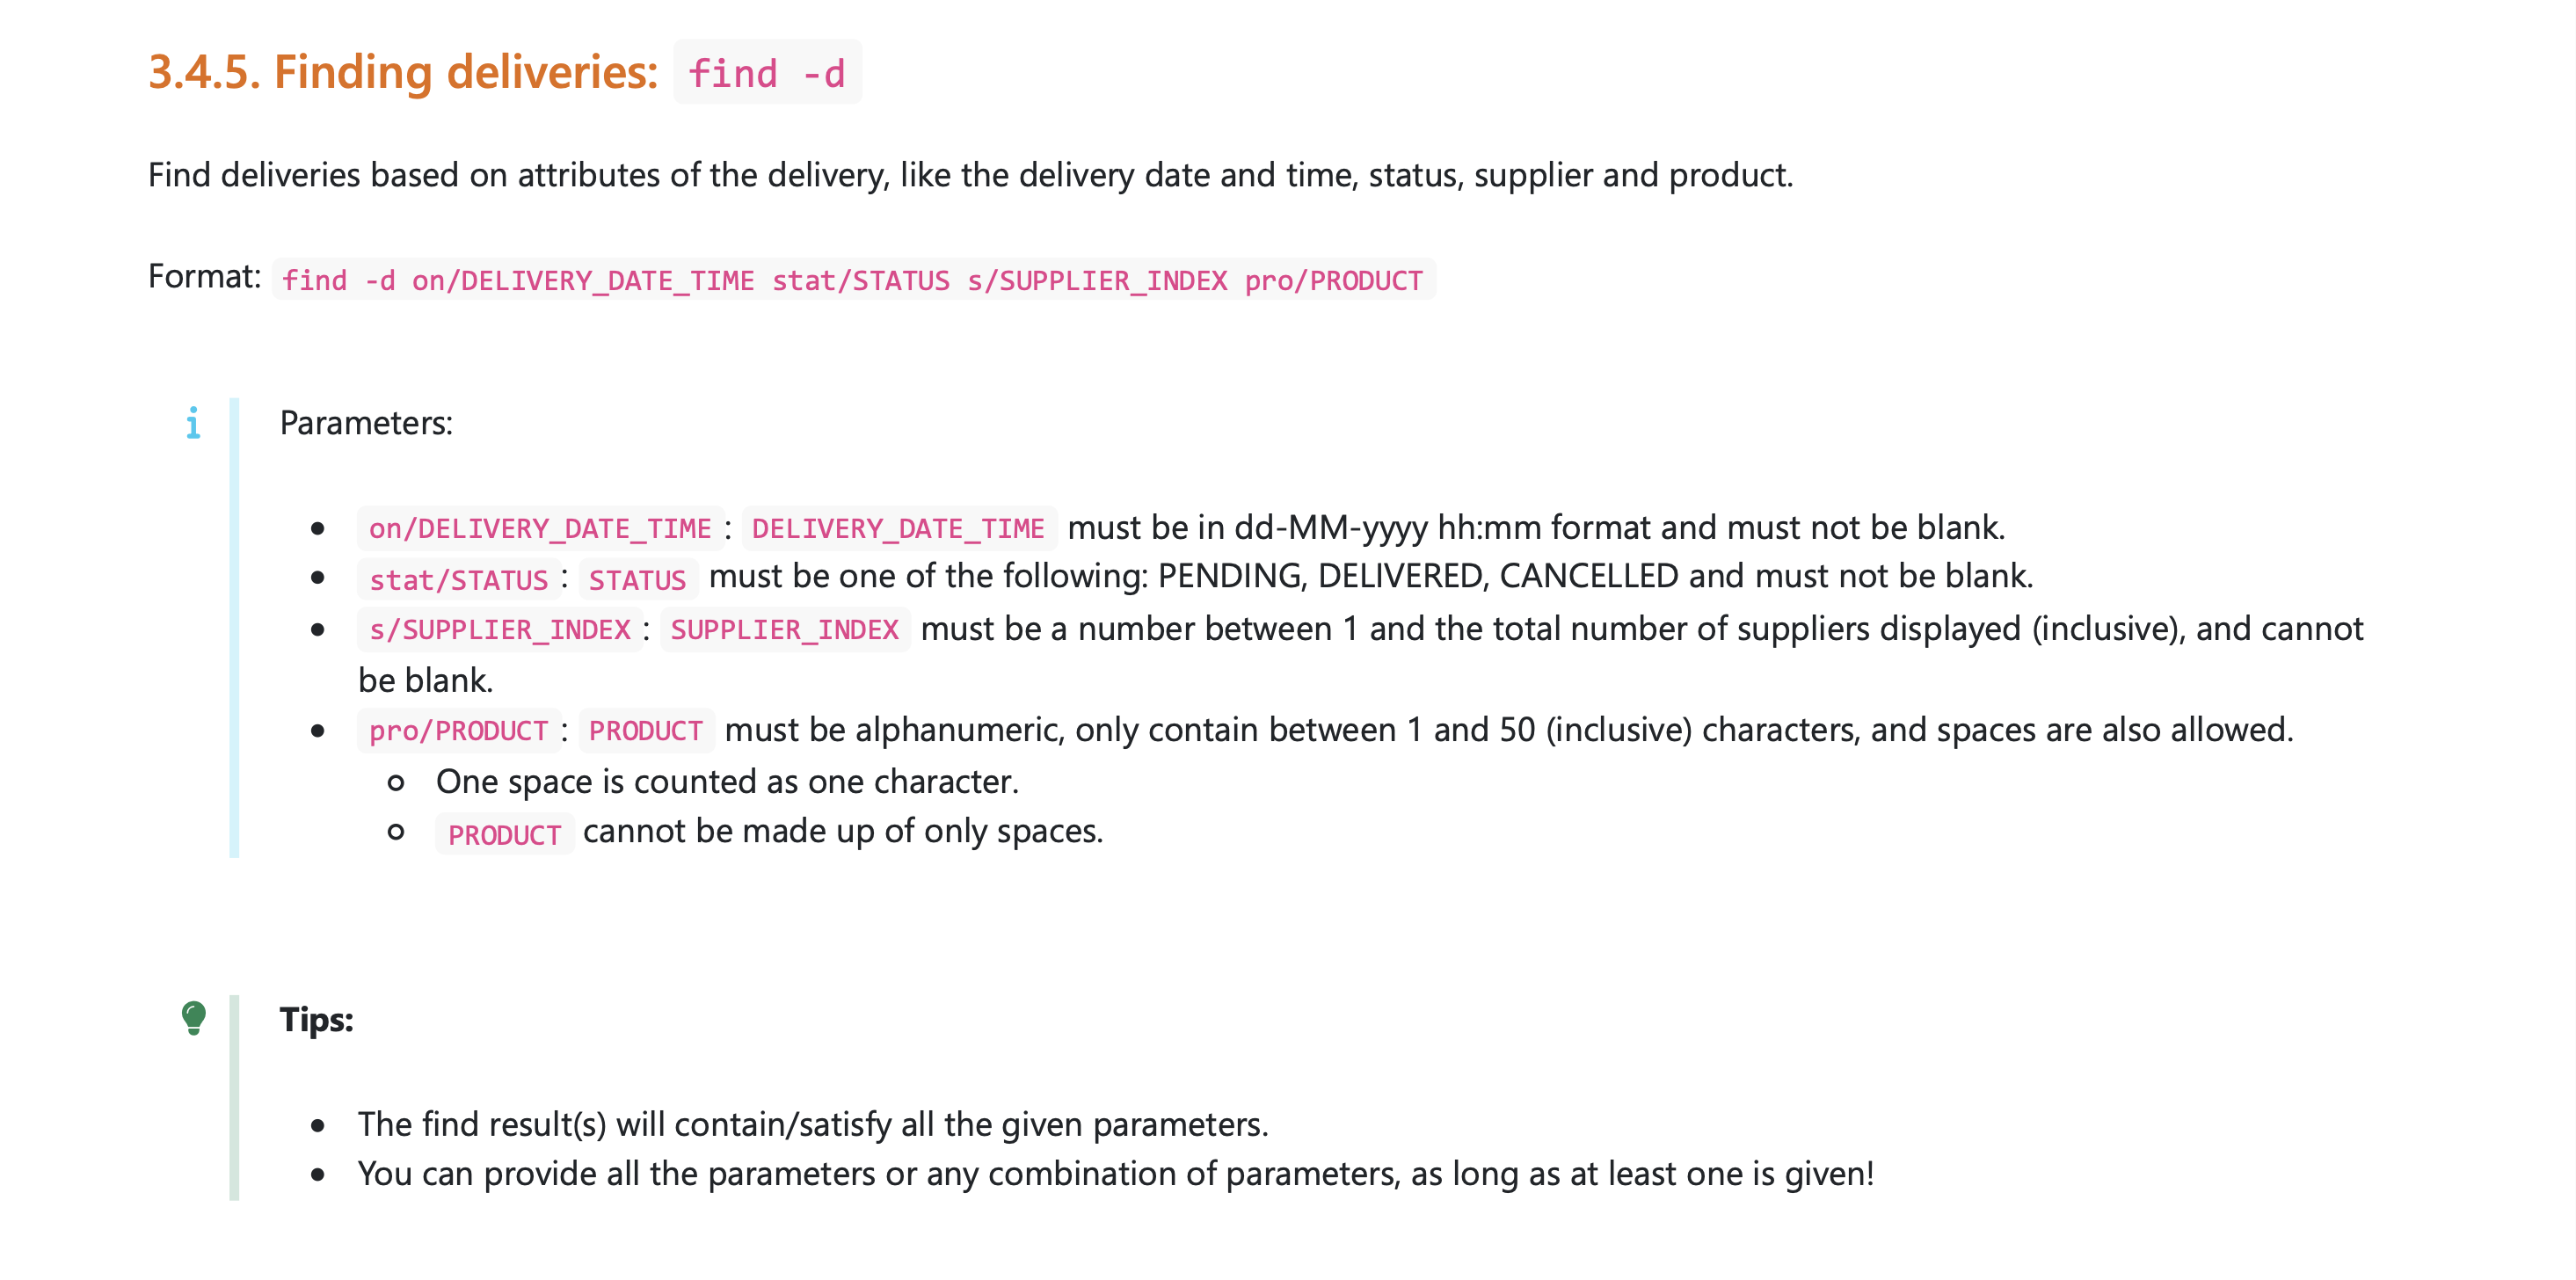 3.4.5. Finding deliveries: find -d
Find deliveries based on attributes of the delivery, like the delivery date and time, status, supplier and product.
Format: find -d on/DELIVERY_DATE_TIME stat/STATUS s/SUPPLIER_INDEX pro/PRODUCT
Parameters:
on/DELIVERY_DATE_TIME: DELIVERY_DATE_TIME must be in dd-MM-yyyy hh:mm format and must not be blank.
stat/STATUS: STATUS must be one of the following: PENDING, DELIVERED, CANCELLED and must not be blank.
s/SUPPLIER_INDEX: SUPPLIER_INDEX must be a number between 1 and the total number of suppliers displayed (inclusive), and cannot
be blank.
pro/PRODUCT: PRODUCT must be alphanumeric, only contain between 1 and 50 (inclusive) characters, and spaces are also allowed.
One space is counted as one character.
PRODUCT cannot be made up of only spaces.
Tips:
The find result(s) will contain/satisfy all the given parameters.
You can provide all the parameters or any combination of parameters, as long as at least one is given!